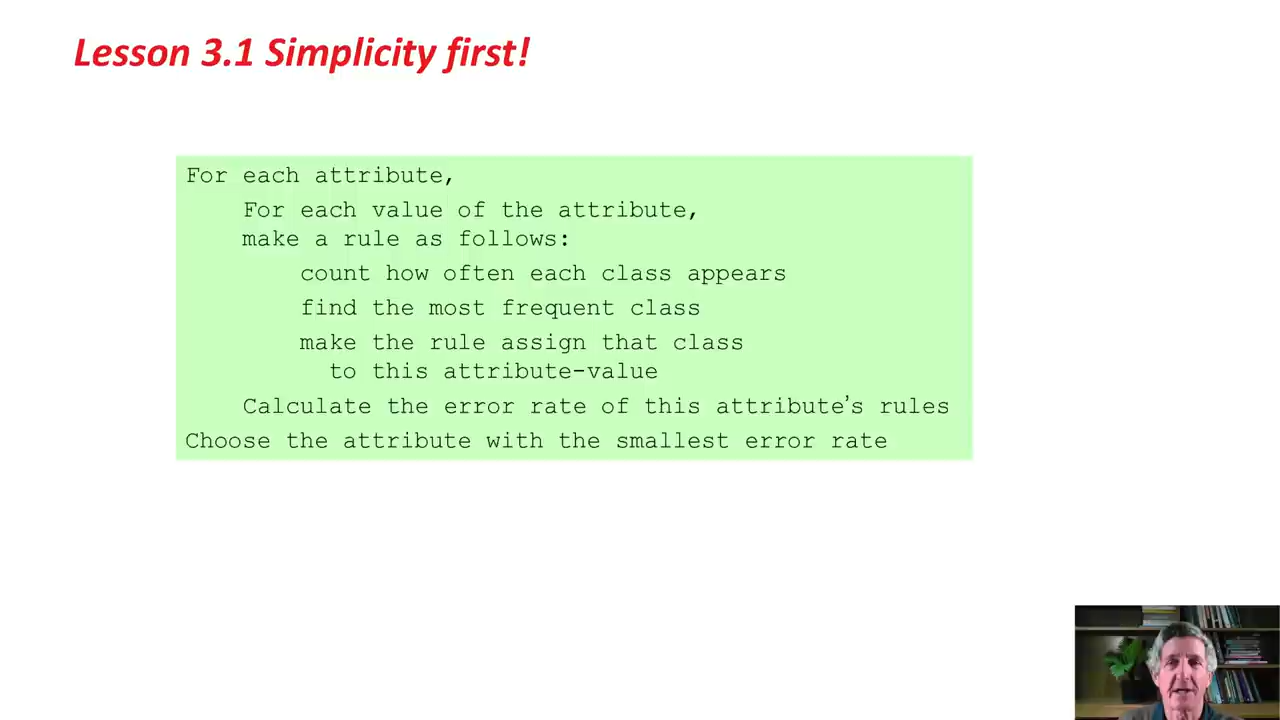 Lesson 3.1 Simplicity first!
For each attribute,
For each value of the attribute,
make a rule as follows:
count how often each class appears
find the most frequent class
make the rule assign that class
to this attribute-value
Calculate the error rate of this attribute’s rules
Choose the attribute with the smallest error rate